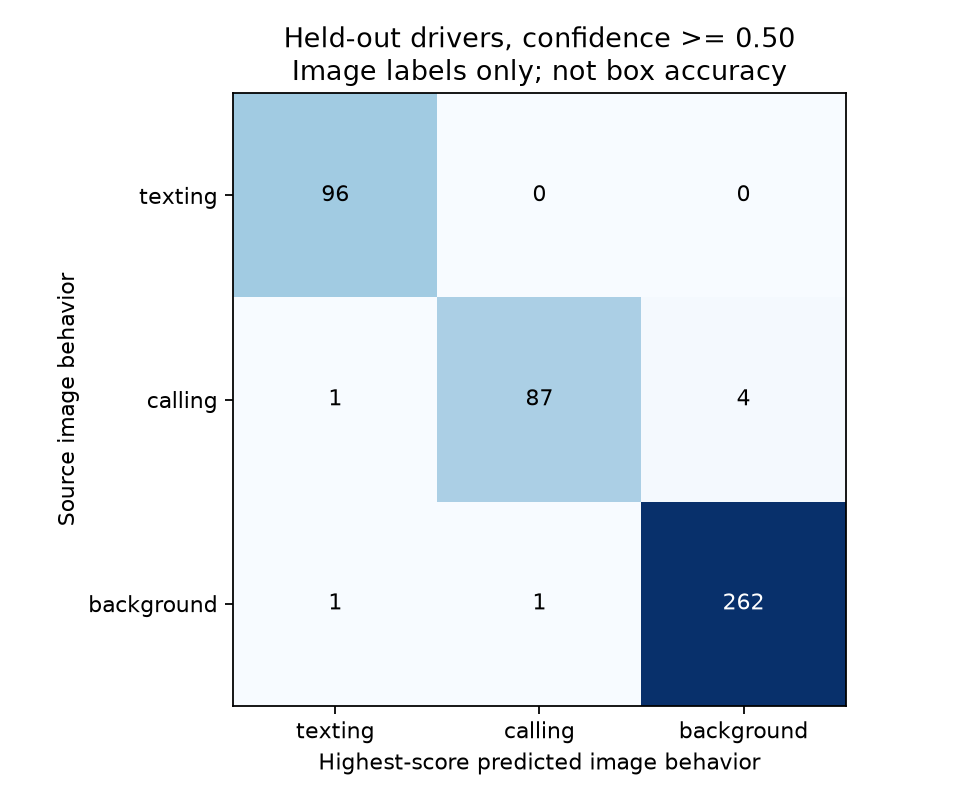 Held-out drivers, confidence >= 0.50
Image labels only; not box accuracy
Source image behavior
texting 96 0 0
calling 1 87 4
background 1 1 262
texting calling background
Highest-score predicted image behavior